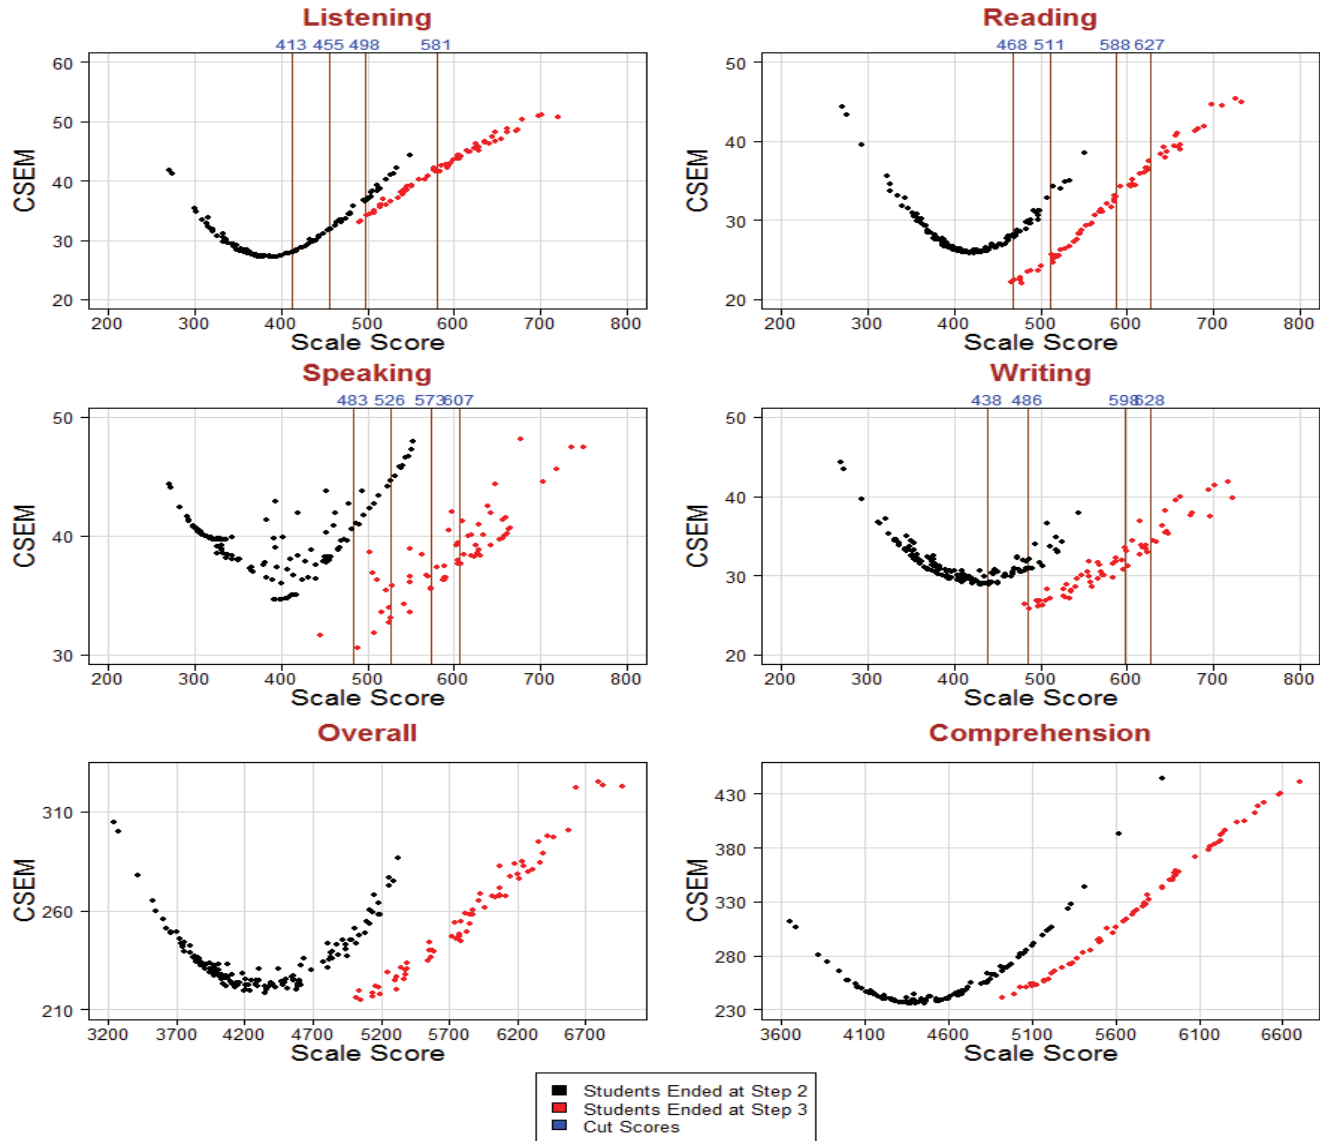 Listening
413 455 498 581
60
50
40
30
20
CSEM
200 300 400 500 600 700 800
Scale Score
Reading
468 511 588 627
50
40
30
20
CSEM
200 300 400 500 600 700 800
Scale Score
Speaking
483 526 573 607
50
40
30
CSEM
200 300 400 500 600 700 800
Scale Score
Writing
438 486 598 628
50
40
30
20
CSEM
200 300 400 500 600 700 800
Scale Score
Overall
310
260
210
CSEM
3200 3700 4200 4700 5200 5700 6200 6700
Scale Score
Comprehension
430
380
330
280
230
CSEM
3600 4100 4600 5100 5600 6100 6600
Scale Score
Students Ended at Step 2
Students Ended at Step 3
Cut Scores